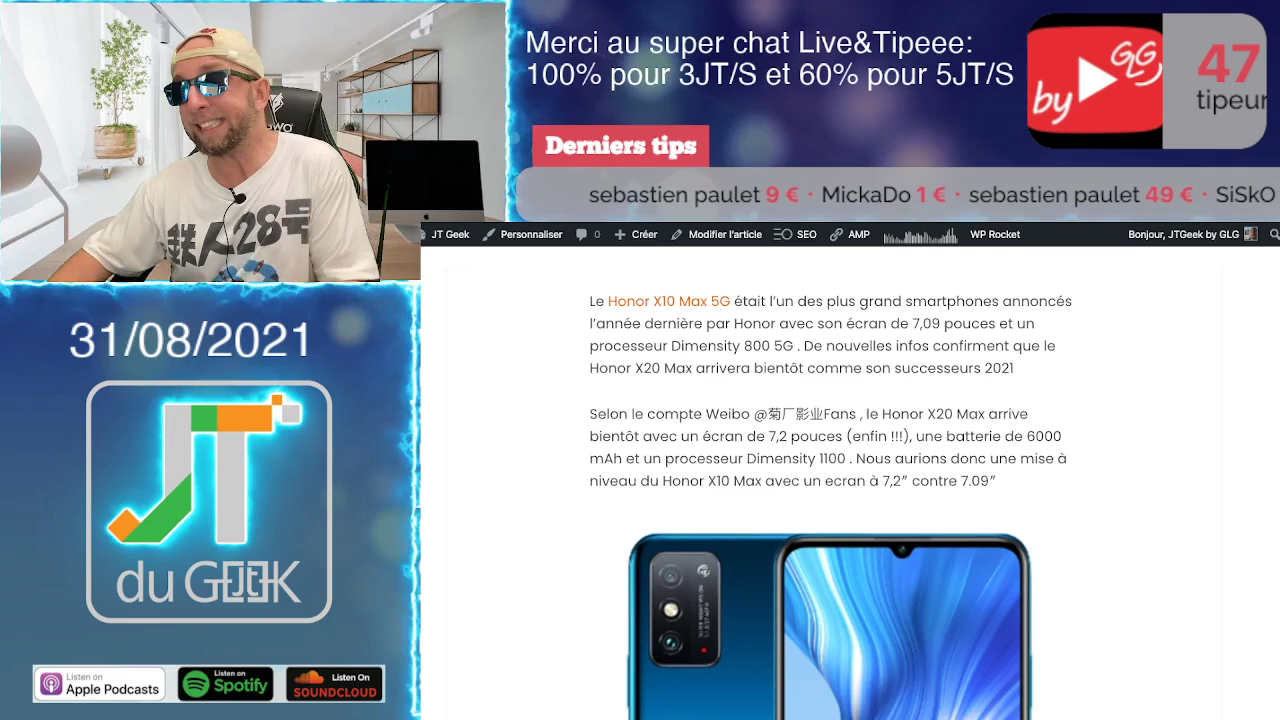 Merci au super chat Live&Tipeee:
100% pour 3JT/S et 60% pour 5JT/S
by GLG
47
tipeur
Derniers tips
sebastien paulet 9 € · MickaDo 1 € · sebastien paulet 49 € · SiSkO
鉄人28号
JT Geek Personnaliser 0 Créer Modifier l'article SEO AMP WP Rocket Bonjour, JTGeek by GLG
Le Honor X10 Max 5G était l'un des plus grand smartphones annoncés
l'année dernière par Honor avec son écran de 7,09 pouces et un
processeur Dimensity 800 5G . De nouvelles infos confirment que le
Honor X20 Max arrivera bientôt comme son successeurs 2021
Selon le compte Weibo @菊厂影业Fans , le Honor X20 Max arrive
bientôt avec un écran de 7,2 pouces (enfin !!!), une batterie de 6000
mAh et un processeur Dimensity 1100 . Nous aurions donc une mise à
niveau du Honor X10 Max avec un ecran à 7,2″ contre 7.09″
31/08/2021
JT
du GEEK
Listen on
Apple Podcasts
Listen on
Spotify
Listen On
SOUNDCLOUD